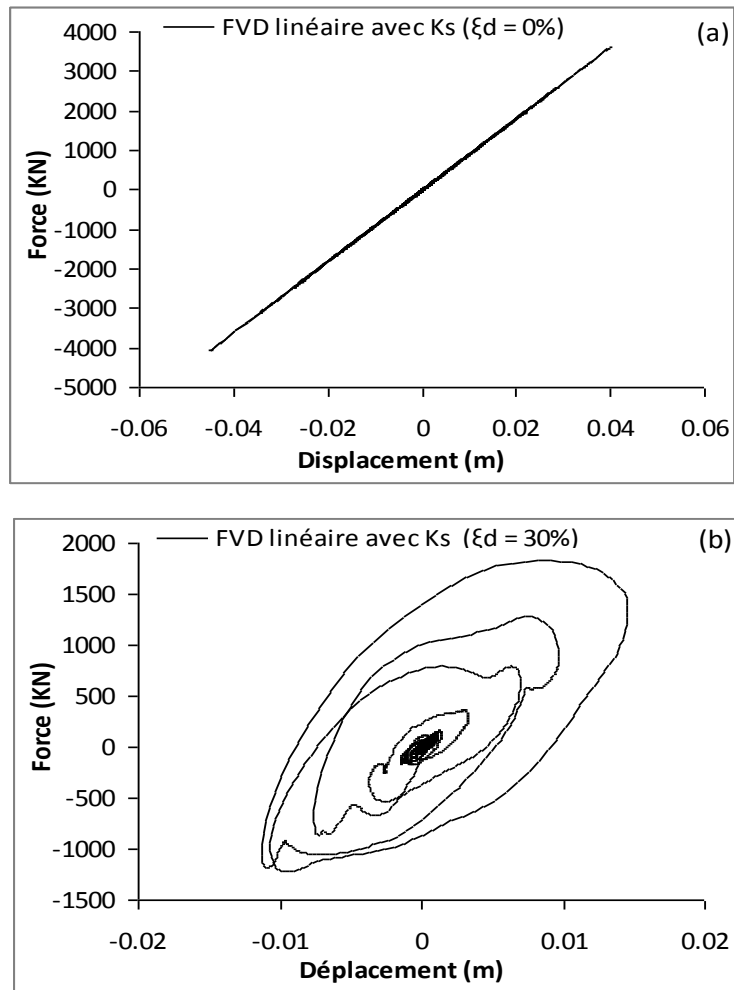 FVD linéaire avec Ks (ξd = 0%)
(a)
4000
3000
2000
1000
0
-1000
-2000
-3000
-4000
-5000
Force (KN)
-0.06 -0.04 -0.02 0 0.02 0.04 0.06
Displacement (m)
FVD linéaire avec Ks (ξd = 30%)
(b)
2000
1500
1000
500
0
-500
-1000
-1500
Force (KN)
-0.02 -0.01 0 0.01 0.02
Déplacement (m)